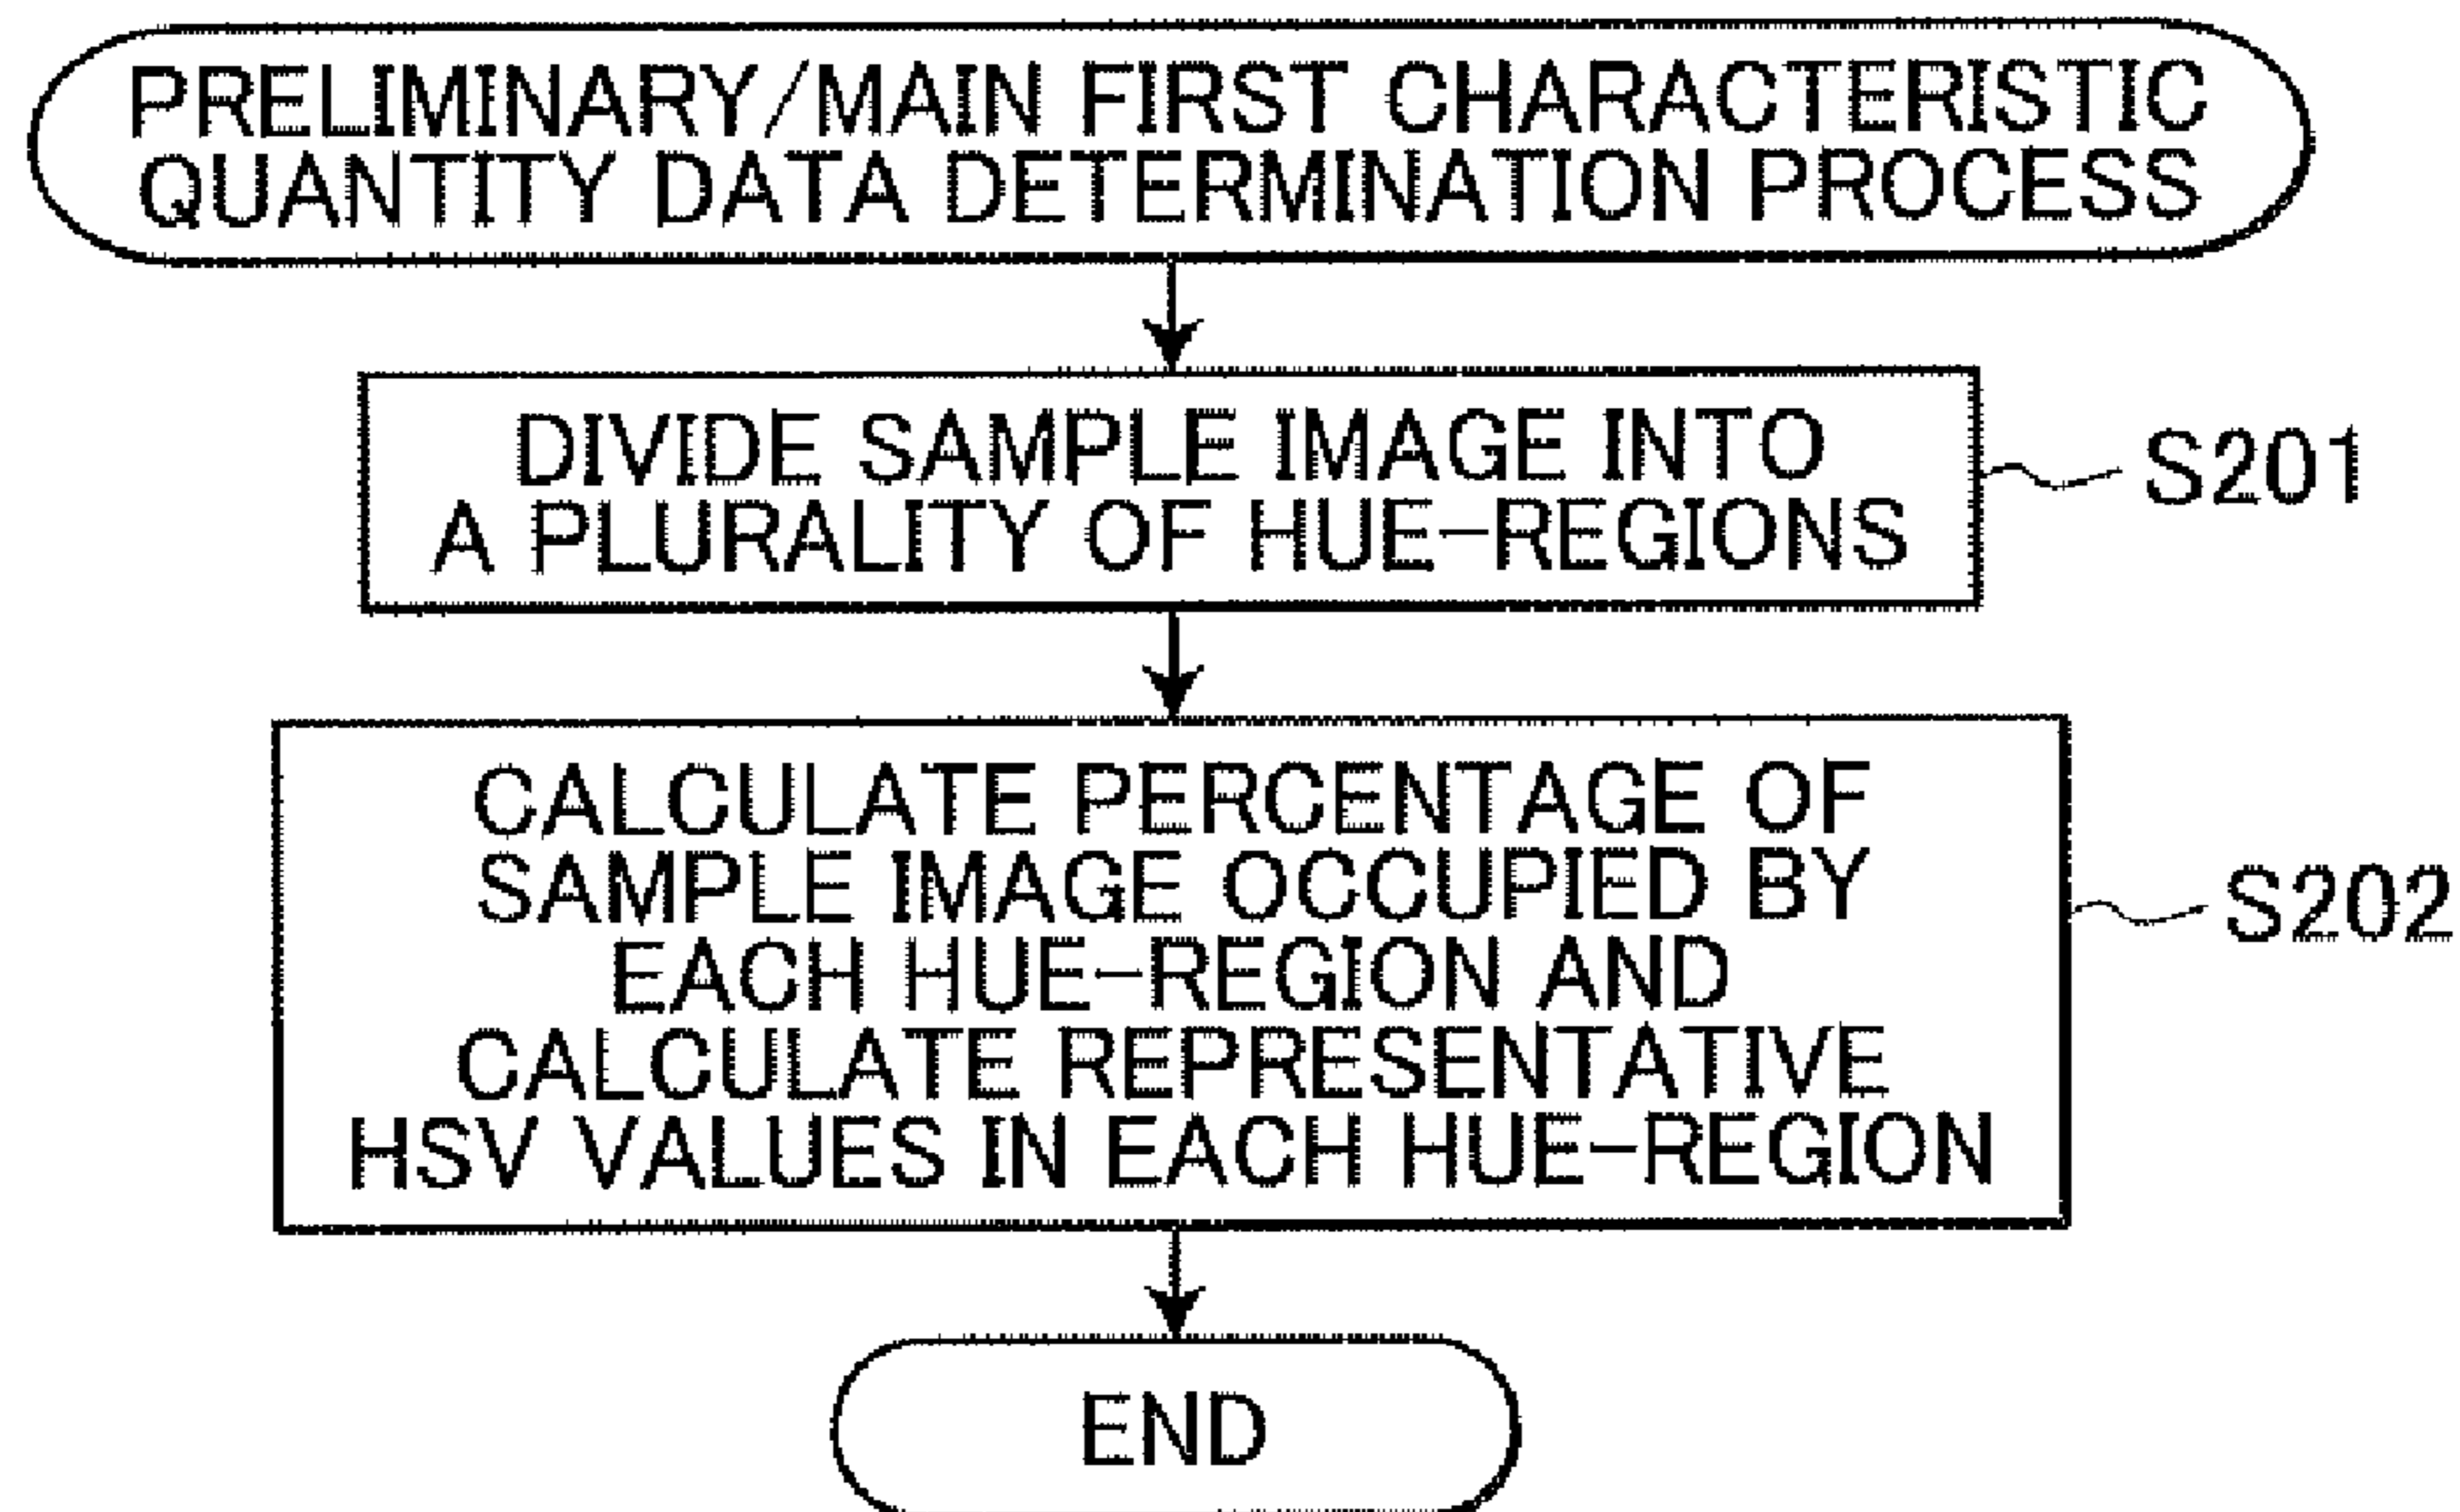 PRELIMINARY/MAIN FIRST CHARACTERISTIC
QUANTITY DATA DETERMINATION PROCESS
DIVIDE SAMPLE IMAGE INTO
A PLURALITY OF HUE-REGIONS
S201
CALCULATE PERCENTAGE OF
SAMPLE IMAGE OCCUPIED BY
EACH HUE-REGION AND
CALCULATE REPRESENTATIVE
HSV VALUES IN EACH HUE-REGION
S202
END